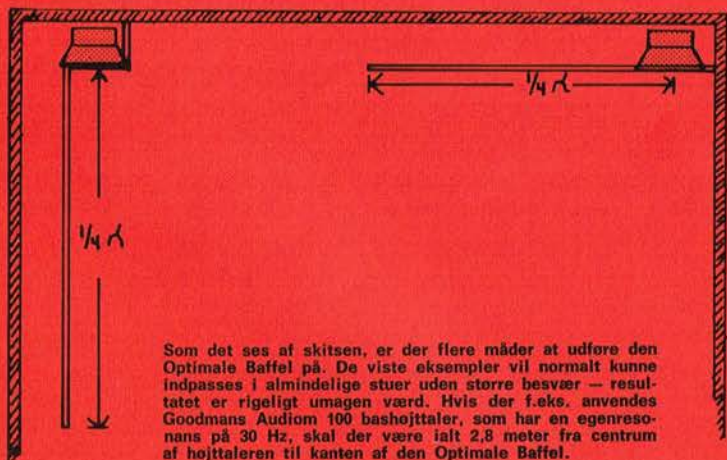 1/4 λ
1/4 λ
Som det ses af skitsen, er der flere måder at udføre den
Optimale Baffel på. De viste eksempler vil normalt kunne
indpasses i almindelige stuer uden større besvær — resul-
tatet er rigeligt umagen værd. Hvis der f.eks. anvendes
Goodmans Audiom 100 bashøjttaler, som har en egenreso-
nans på 30 Hz, skal der være ialt 2,8 meter fra centrum
af højttaleren til kanten af den Optimale Baffel.